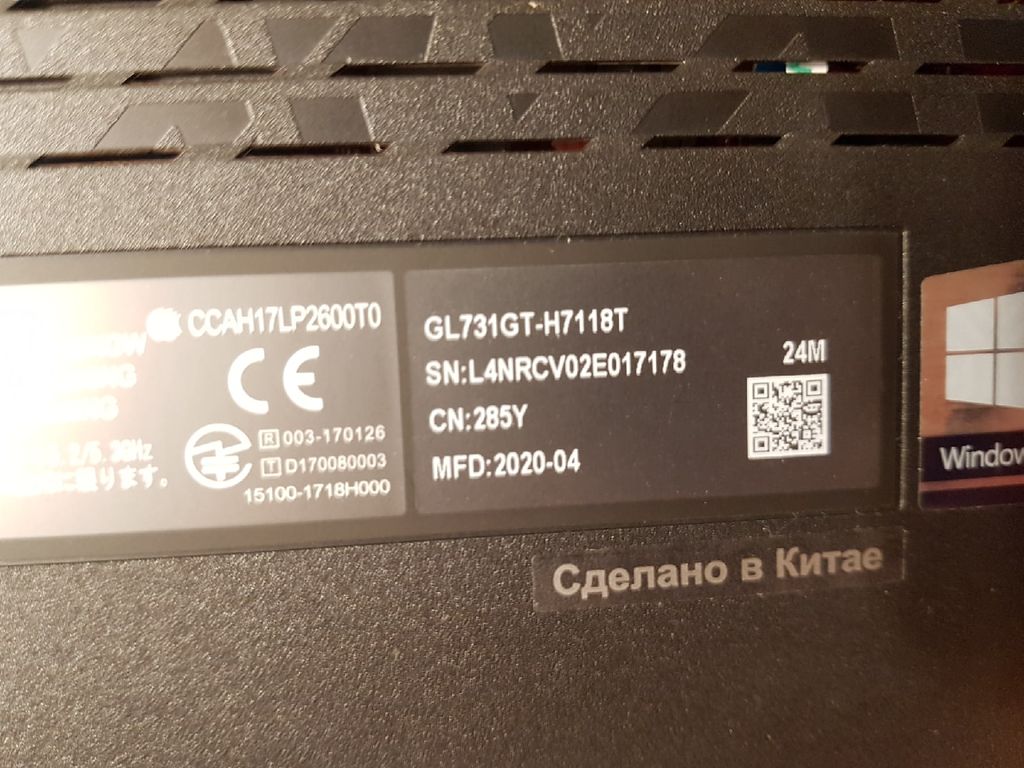 CCAH17LP2600T0
CE
R 003-170126
T D170080003
15100-1718H000
GL731GT-H7118T
SN:L4NRCV02E017178
CN:285Y
MFD:2020-04
24M
Window
Сделано в Китае